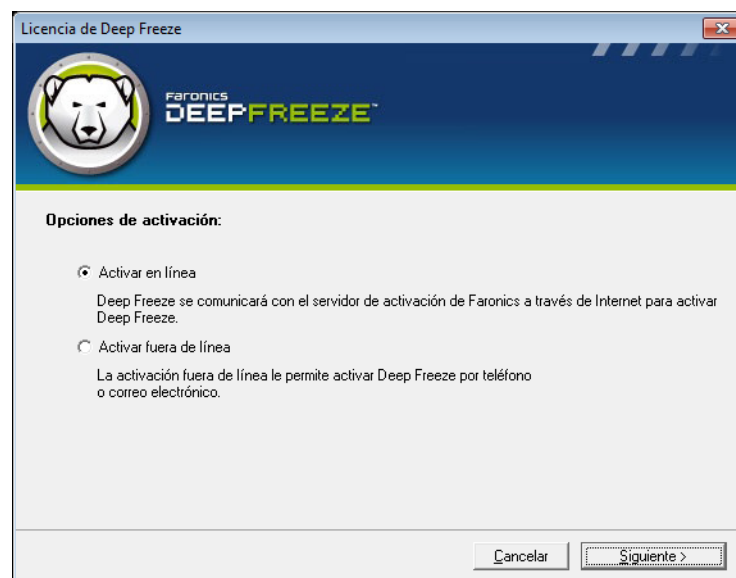 Licencia de Deep Freeze
Faronics
DEEPFREEZE™
Opciones de activación:
Activar en línea
Deep Freeze se comunicará con el servidor de activación de Faronics a través de Internet para activar
Deep Freeze.
Activar fuera de línea
La activación fuera de línea le permite activar Deep Freeze por teléfono
o correo electrónico.
Cancelar
Siguiente >